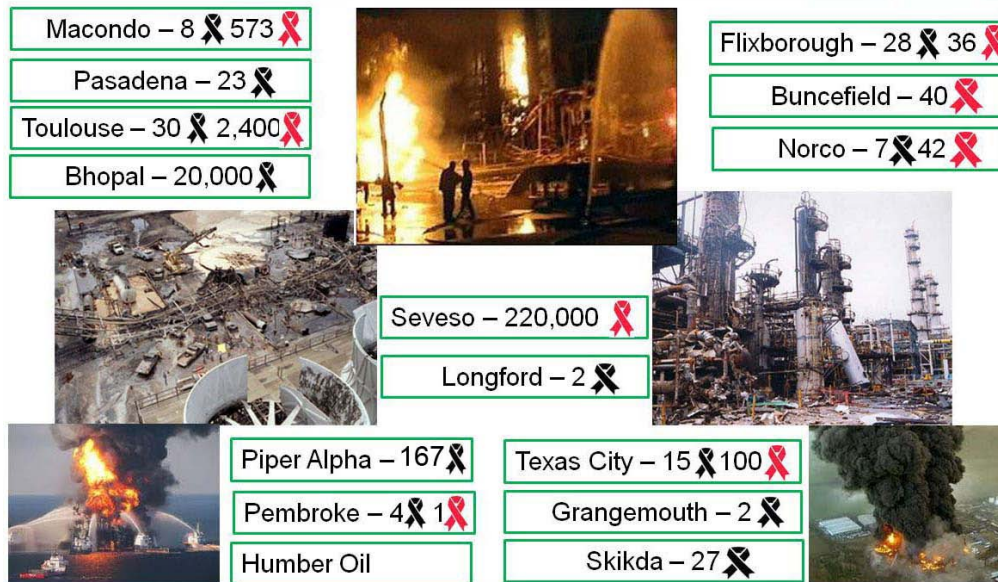 Macondo – 8 573
Pasadena – 23
Toulouse – 30 2,400
Bhopal – 20,000
Flixborough – 28 36
Buncefield – 40
Norco – 7 42
Seveso – 220,000
Longford – 2
Piper Alpha – 167
Pembroke – 4 1
Humber Oil
Texas City – 15 100
Grangemouth – 2
Skikda – 27